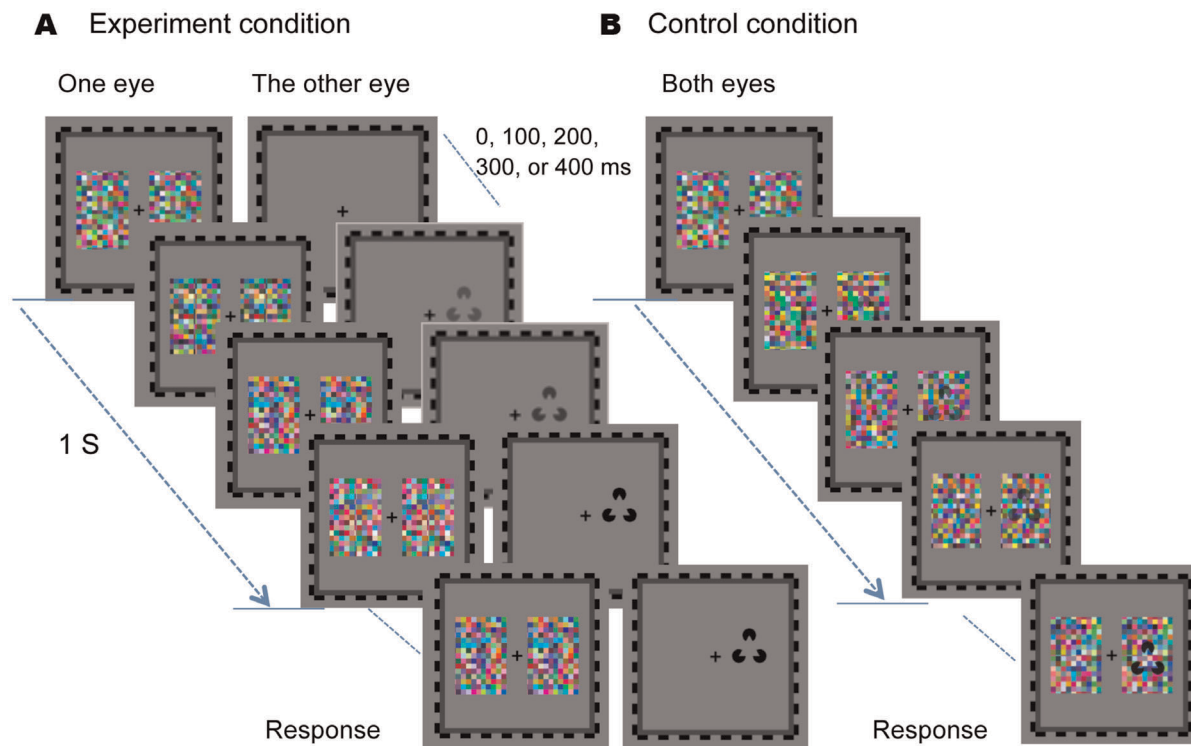 A Experiment condition
B Control condition
One eye
The other eye
Both eyes
0, 100, 200,
300, or 400 ms
1 S
Response
Response